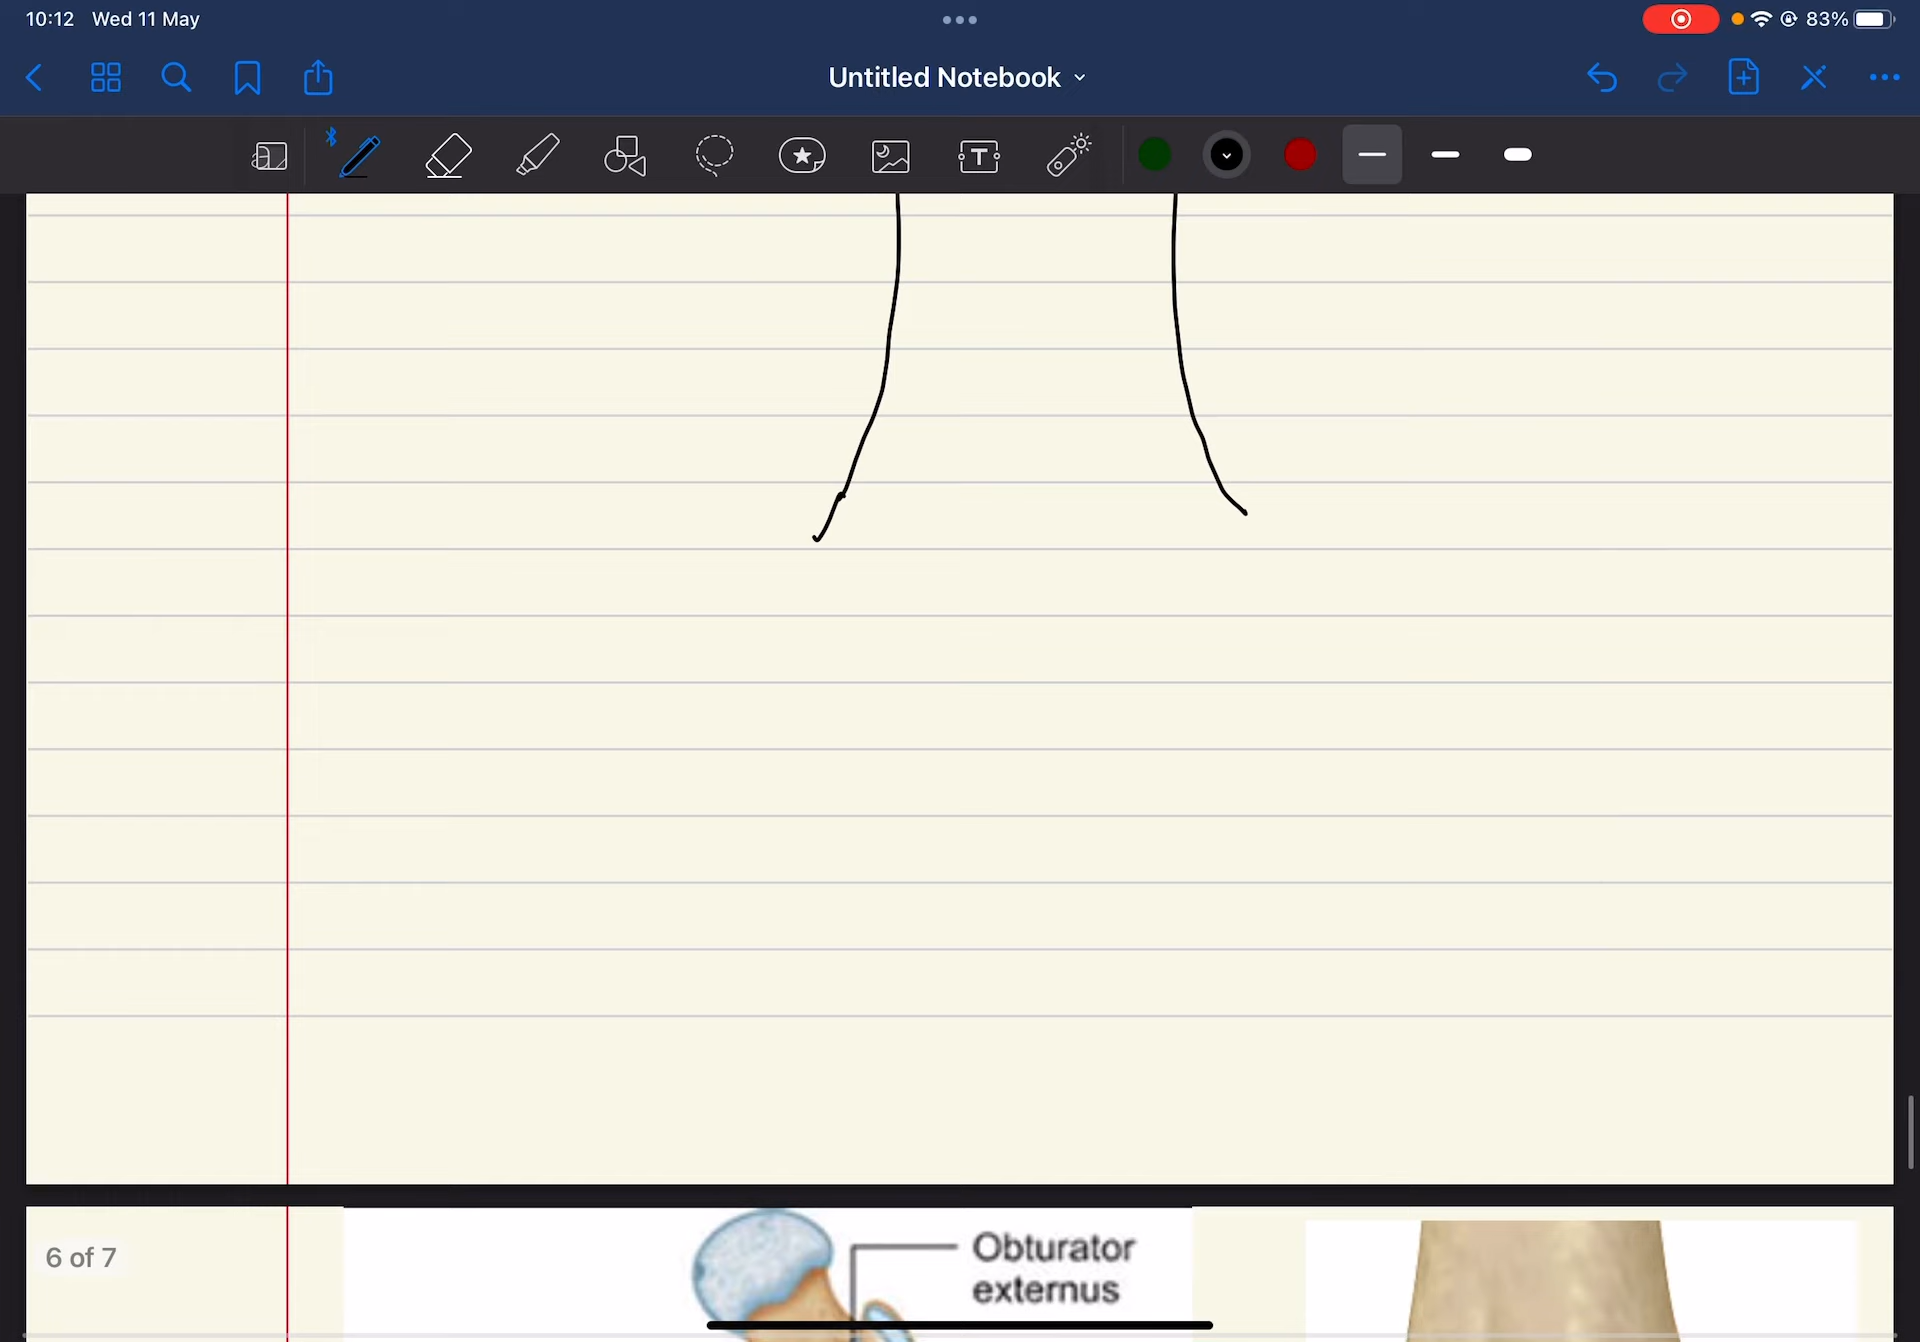 10:12 Wed 11 May
83%
Untitled Notebook
T
6 of 7
Obturator
externus